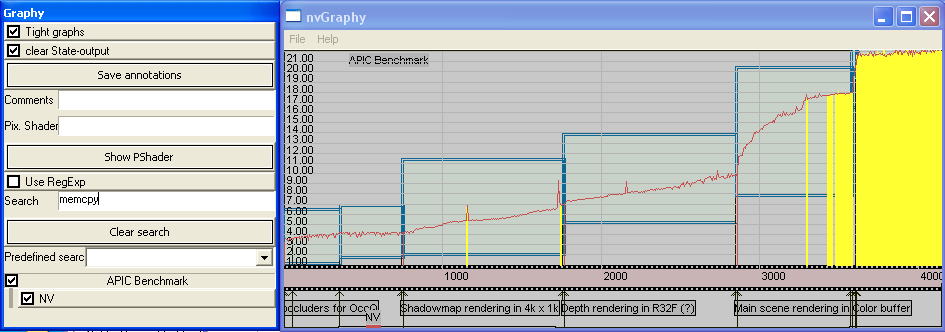 Graphy
Tight graphs
clear State-output
Save annotations
Comments
Pix. Shader
Show PShader
Use RegExp
Search memcpy
Clear search
Predefined searc
APIC Benchmark
NV
nvGraphy
File Help
APIC Benchmark
21.00
20.00
19.00
18.00
17.00
16.00
15.00
14.00
13.00
12.00
11.00
10.00
9.00
8.00
7.00
6.00
5.00
4.00
3.00
2.00
1.00
0.00
1000 2000 3000 4000
Shadowmap rendering in 4k x 1k
Depth rendering in R32F (?)
Main scene rendering in Color buffer
NV